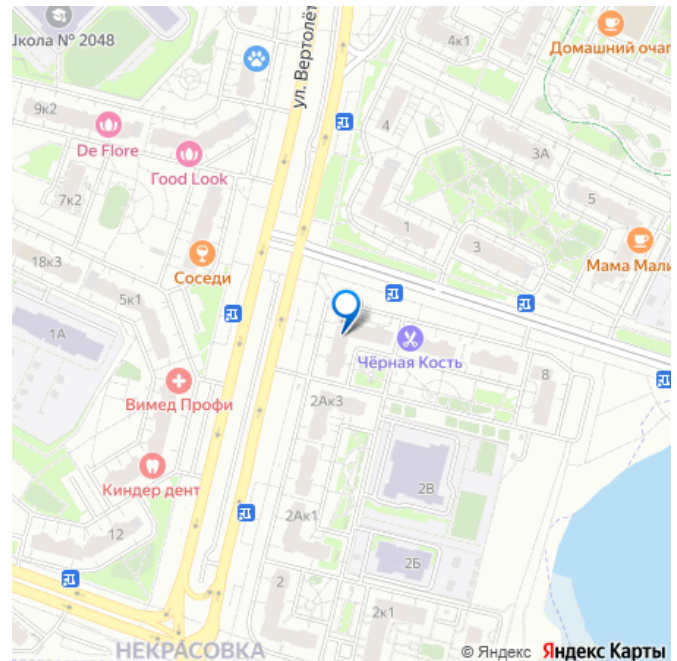 Школа № 2048
ул. Вертолёт
4к1
Домашний очаг
9к2
De Flore
Food Look
4
3А
7к2
5
1
3
18к3
Соседи
Мама Мали
5к1
1А
Чёрная Кость
Вимед Профи
8
2Ак3
Киндер дент
2В
12
2Ак1
2Б
2
2к1
НЕКРАСОВКА
© Яндекс Яндекс Карты